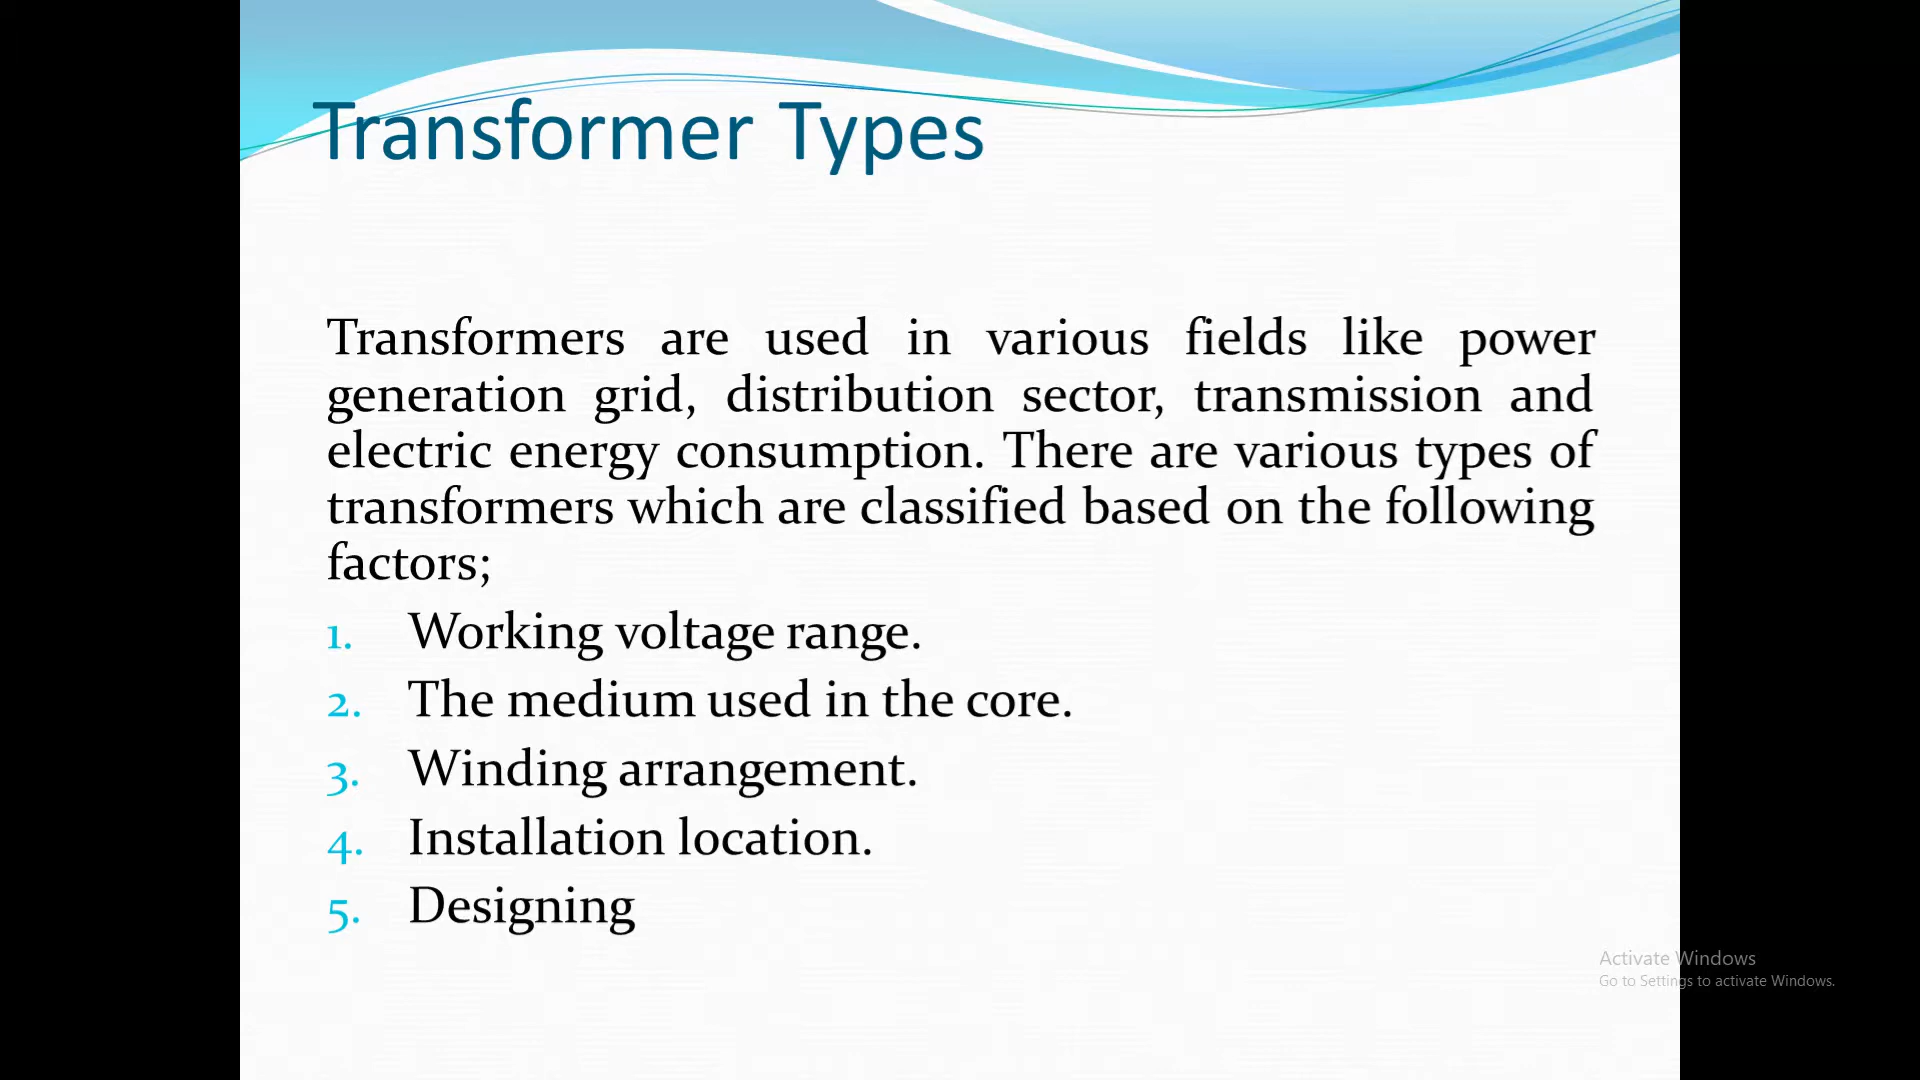 Transformer Types
Transformers are used in various fields like power
generation grid, distribution sector, transmission and
electric energy consumption. There are various types of
transformers which are classified based on the following
factors;
1. Working voltage range.
2. The medium used in the core.
3. Winding arrangement.
4. Installation location.
5. Designing
Activate Windows
Go to Settings to activate Windows.